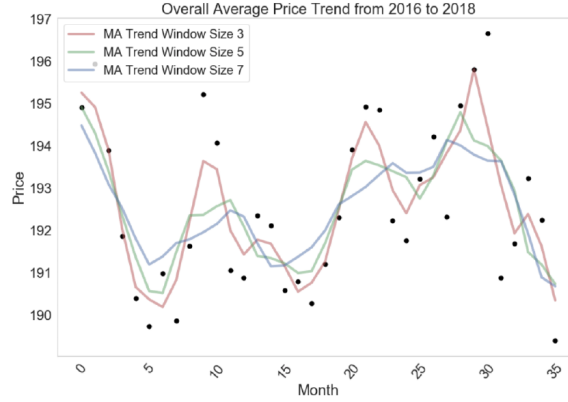 Overall Average Price Trend from 2016 to 2018
197
196
195
194
193
192
191
190
Price
MA Trend Window Size 3
MA Trend Window Size 5
MA Trend Window Size 7
0
5
10
15
20
25
30
35
Month